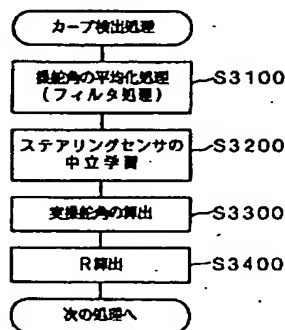 カーブ検出処理
操舵角の平均化処理
(フィルタ処理)
S3100
ステアリングセンサの
中立学習
S3200
実操舵角の算出
S3300
R算出
S3400
次の処理へ